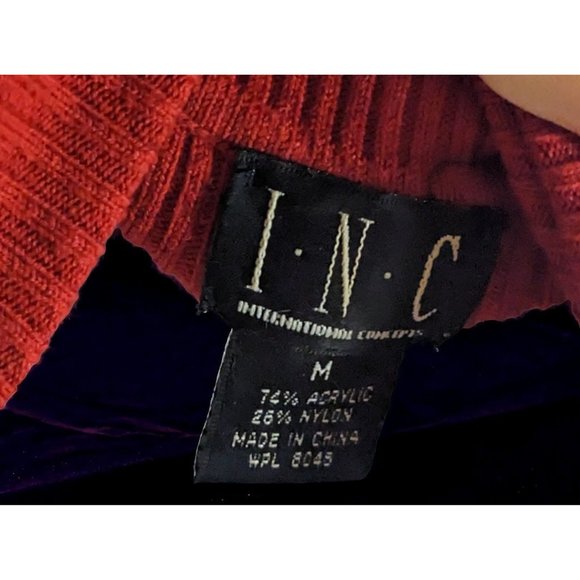 I·N·C
INTERNATIONAL CONCEPTS
M
74% ACRYLIC
26% NYLON
MADE IN CHINA
WPL 8045